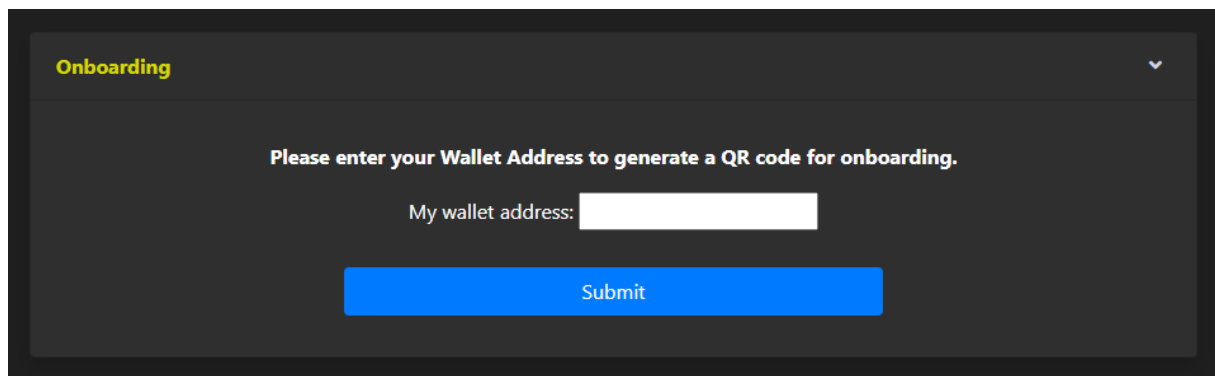 Onboarding
Please enter your Wallet Address to generate a QR code for onboarding.
My wallet address:
Submit